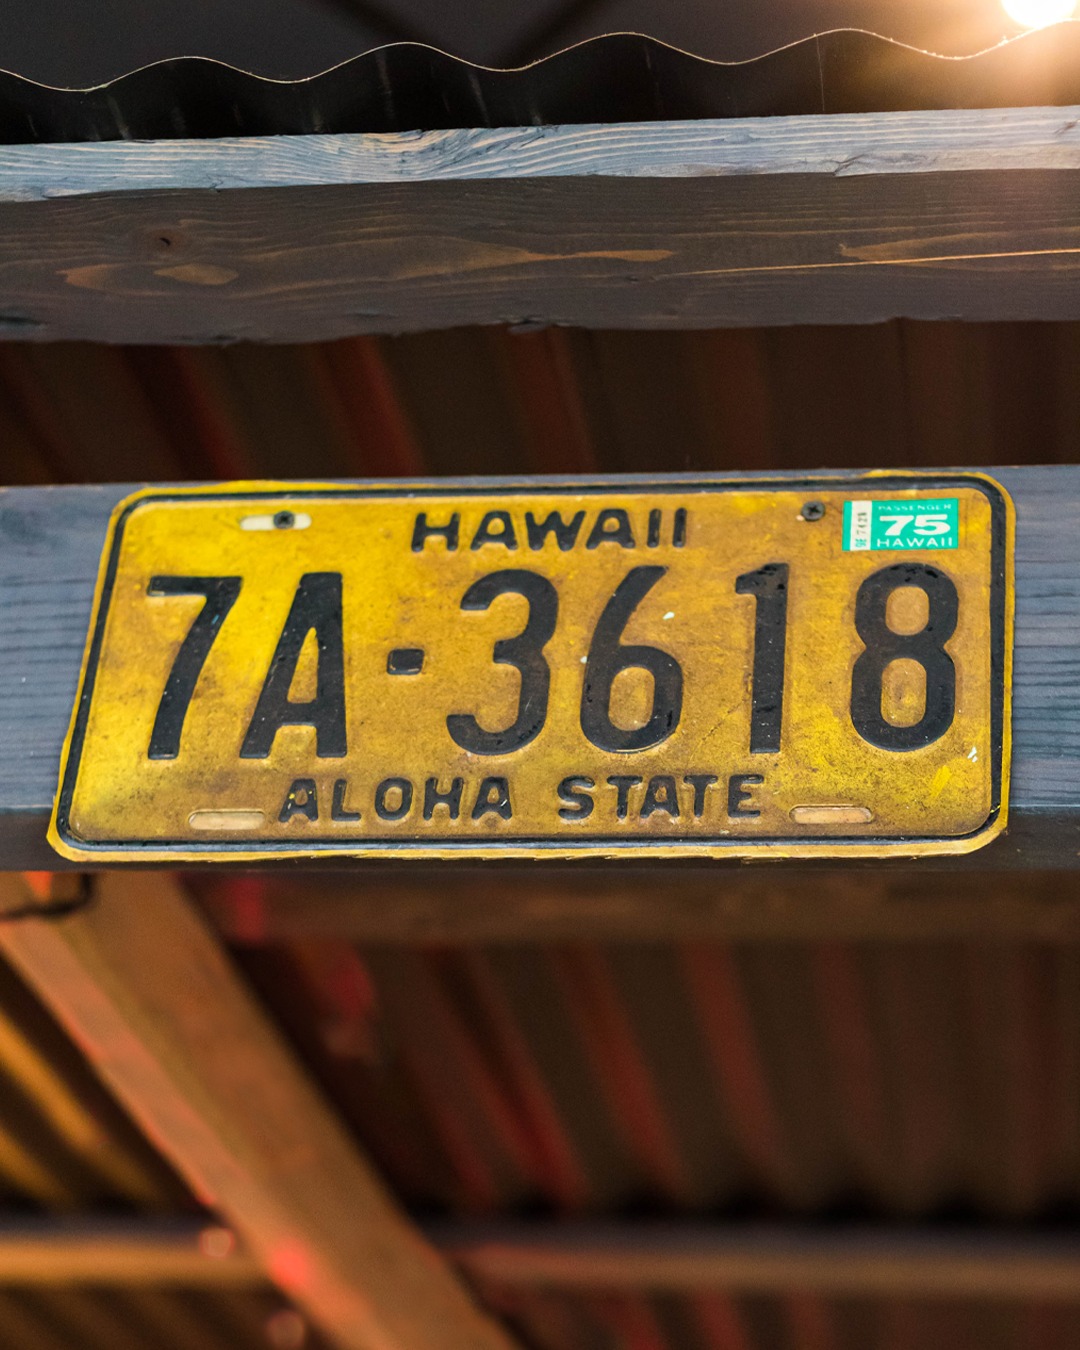 HAWAII
PASSENGER
75
HAWAII
7A-3618
ALOHA STATE